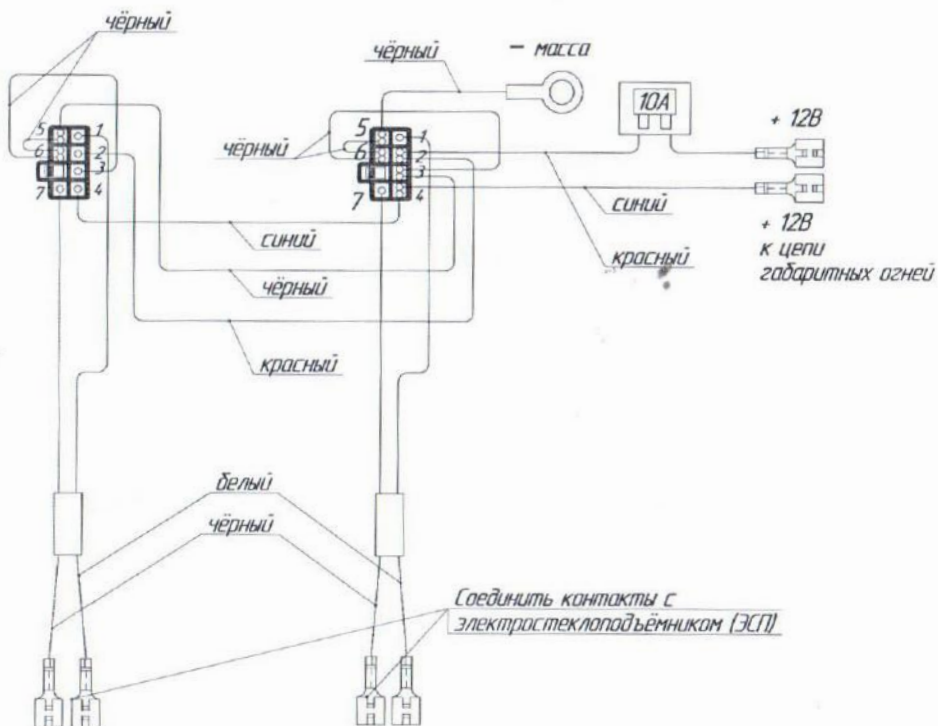 чёрный
чёрный
− масса
10А
+ 12В
5
1
6
2
3
7
4
чёрный
5
1
6
2
3
7
4
синий
+ 12В
к цепи
габаритных огней
синий
красный
чёрный
красный
белый
чёрный
Соединить контакты с
электростеклоподъёмником (ЭСП)